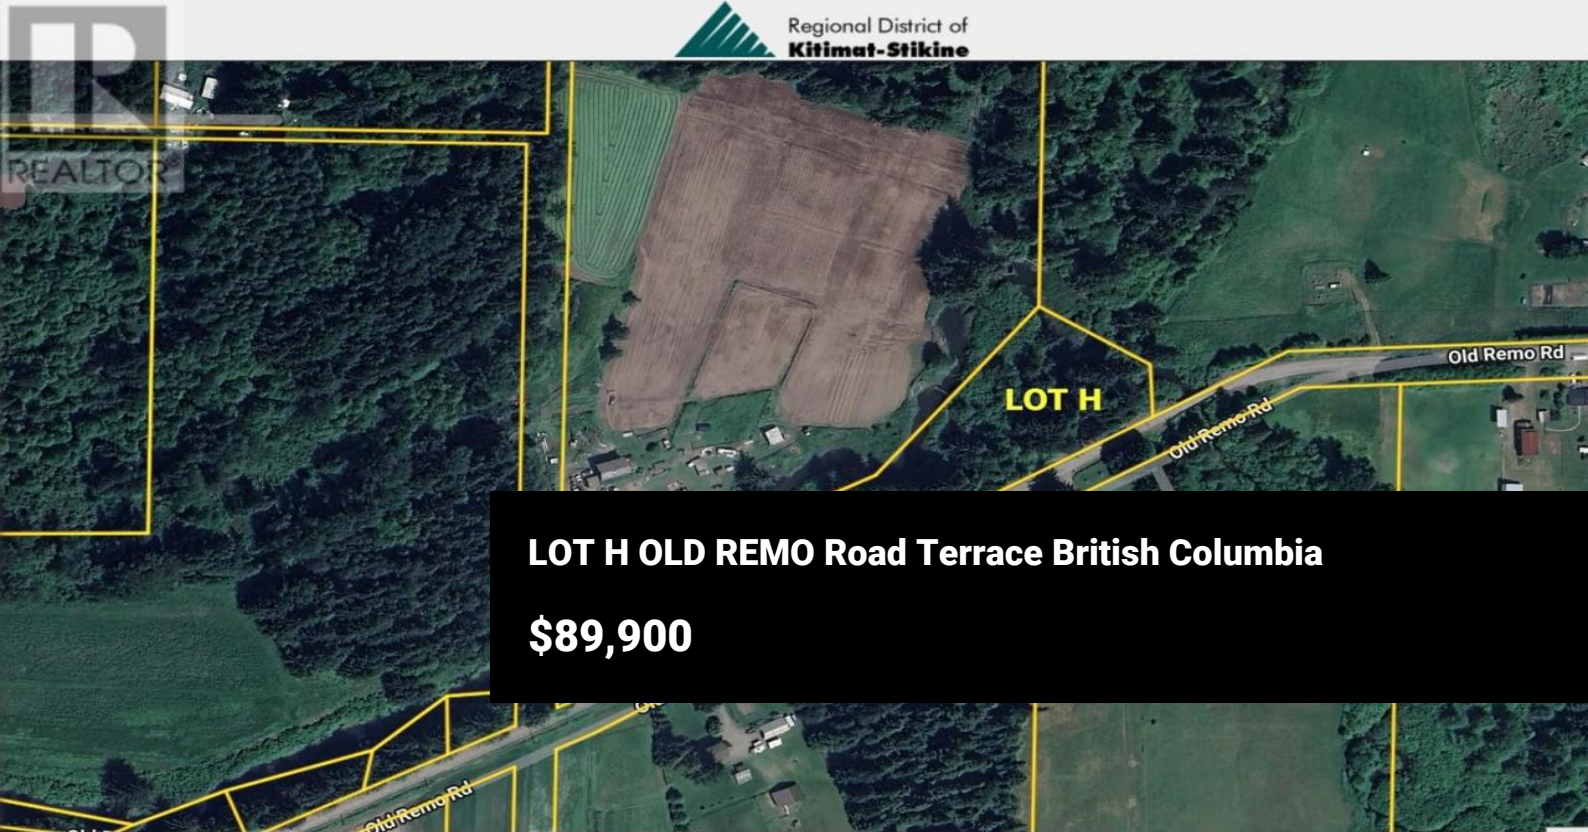 Regional District of
Kitimat-Stikine
REALTOR
Old Remo Rd
LOT H
Old Remo Rd
LOT H OLD REMO Road Terrace British Columbia
$89,900
Old Remo Rd